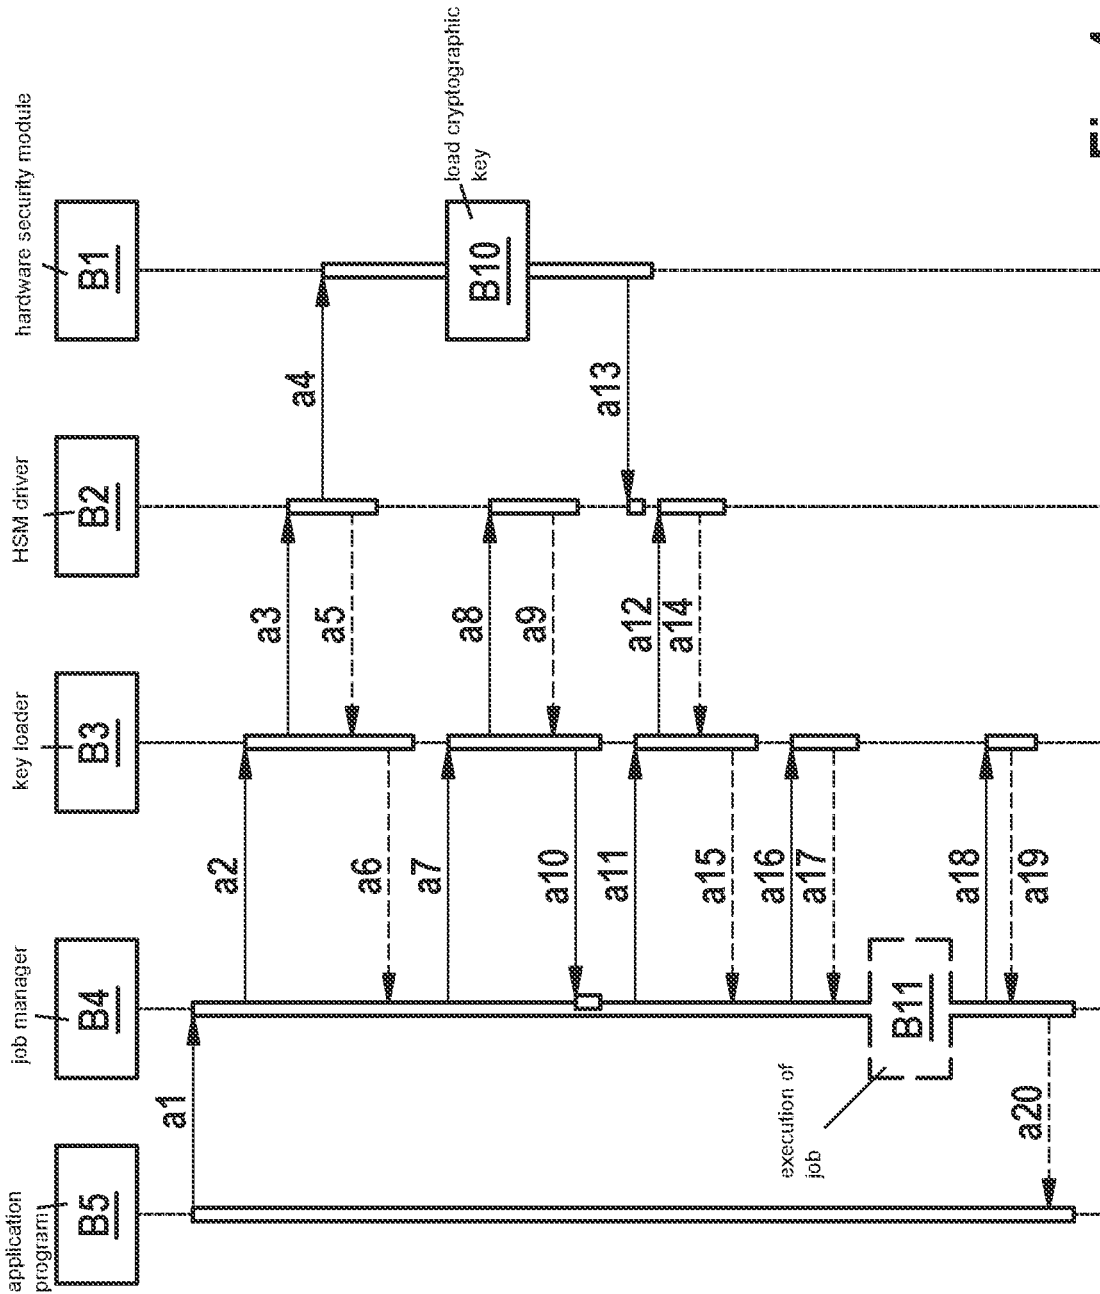 application
program
job manager
key loader
HSM driver
hardware security module
B5
B4
B3
B2
B1
a1
a2
a3
a4
a5
a6
load cryptographic
key
B10
a7
a8
a9
a10
a11
a12
a13
a14
a15
a16
a17
execution of
job
B11
a18
a19
a20